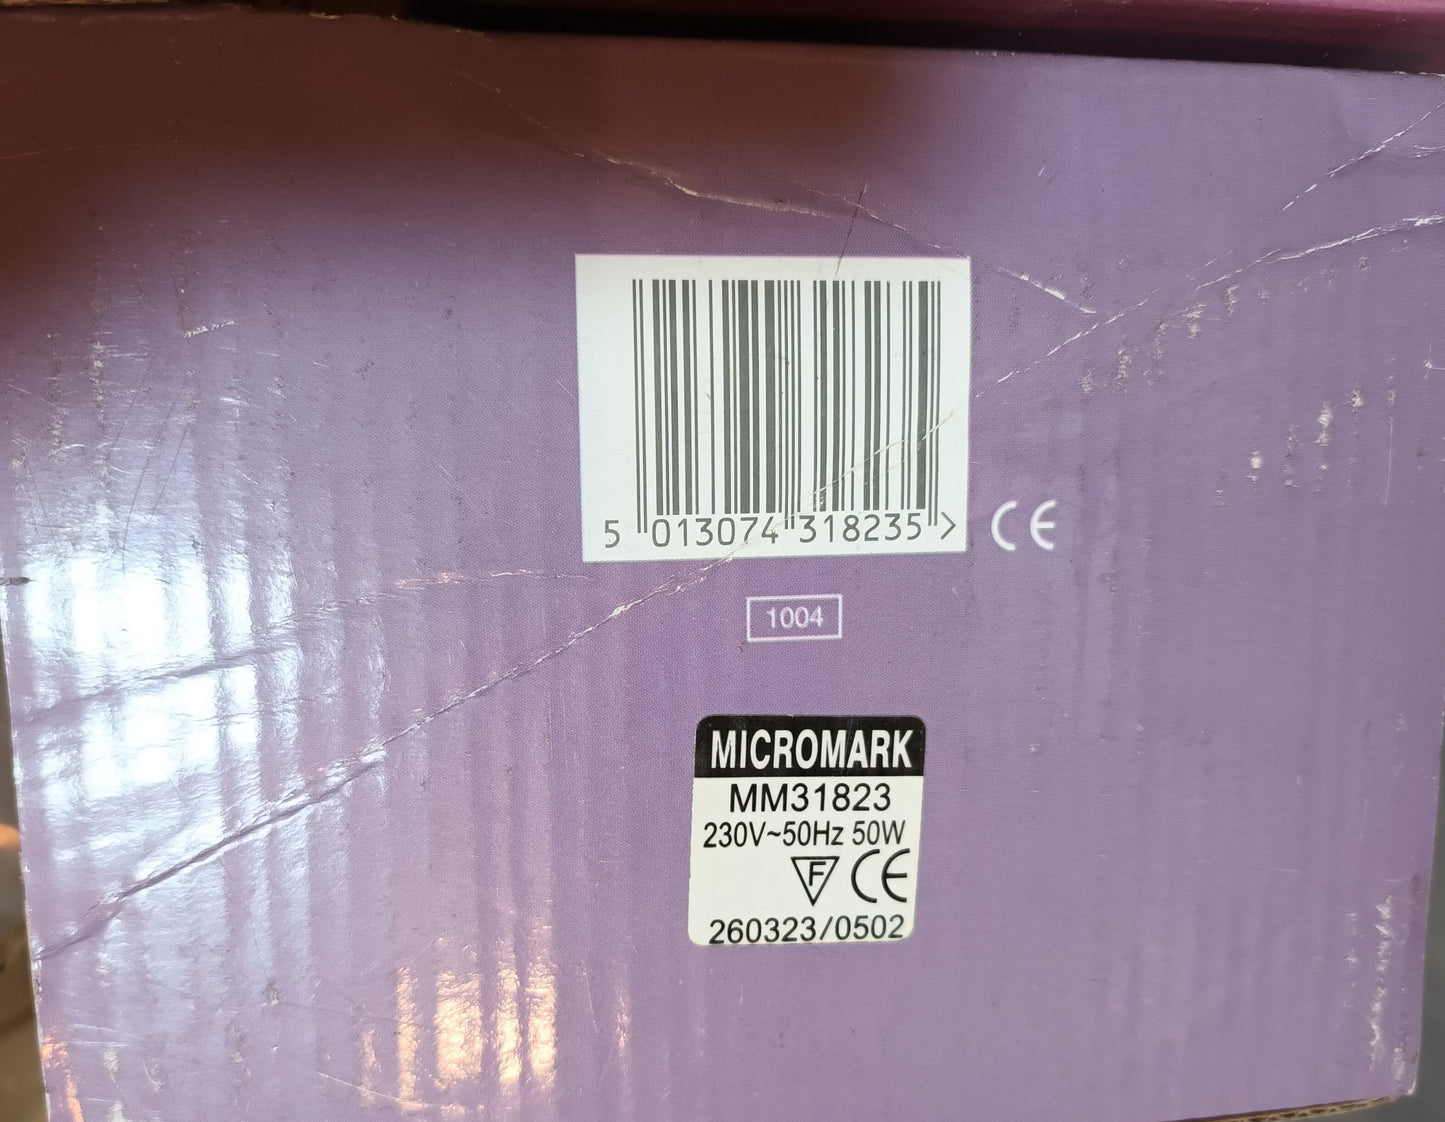 5 013074 318235 >
CE
1004
MICROMARK
MM31823
230V~50Hz 50W
F CE
260323/0502